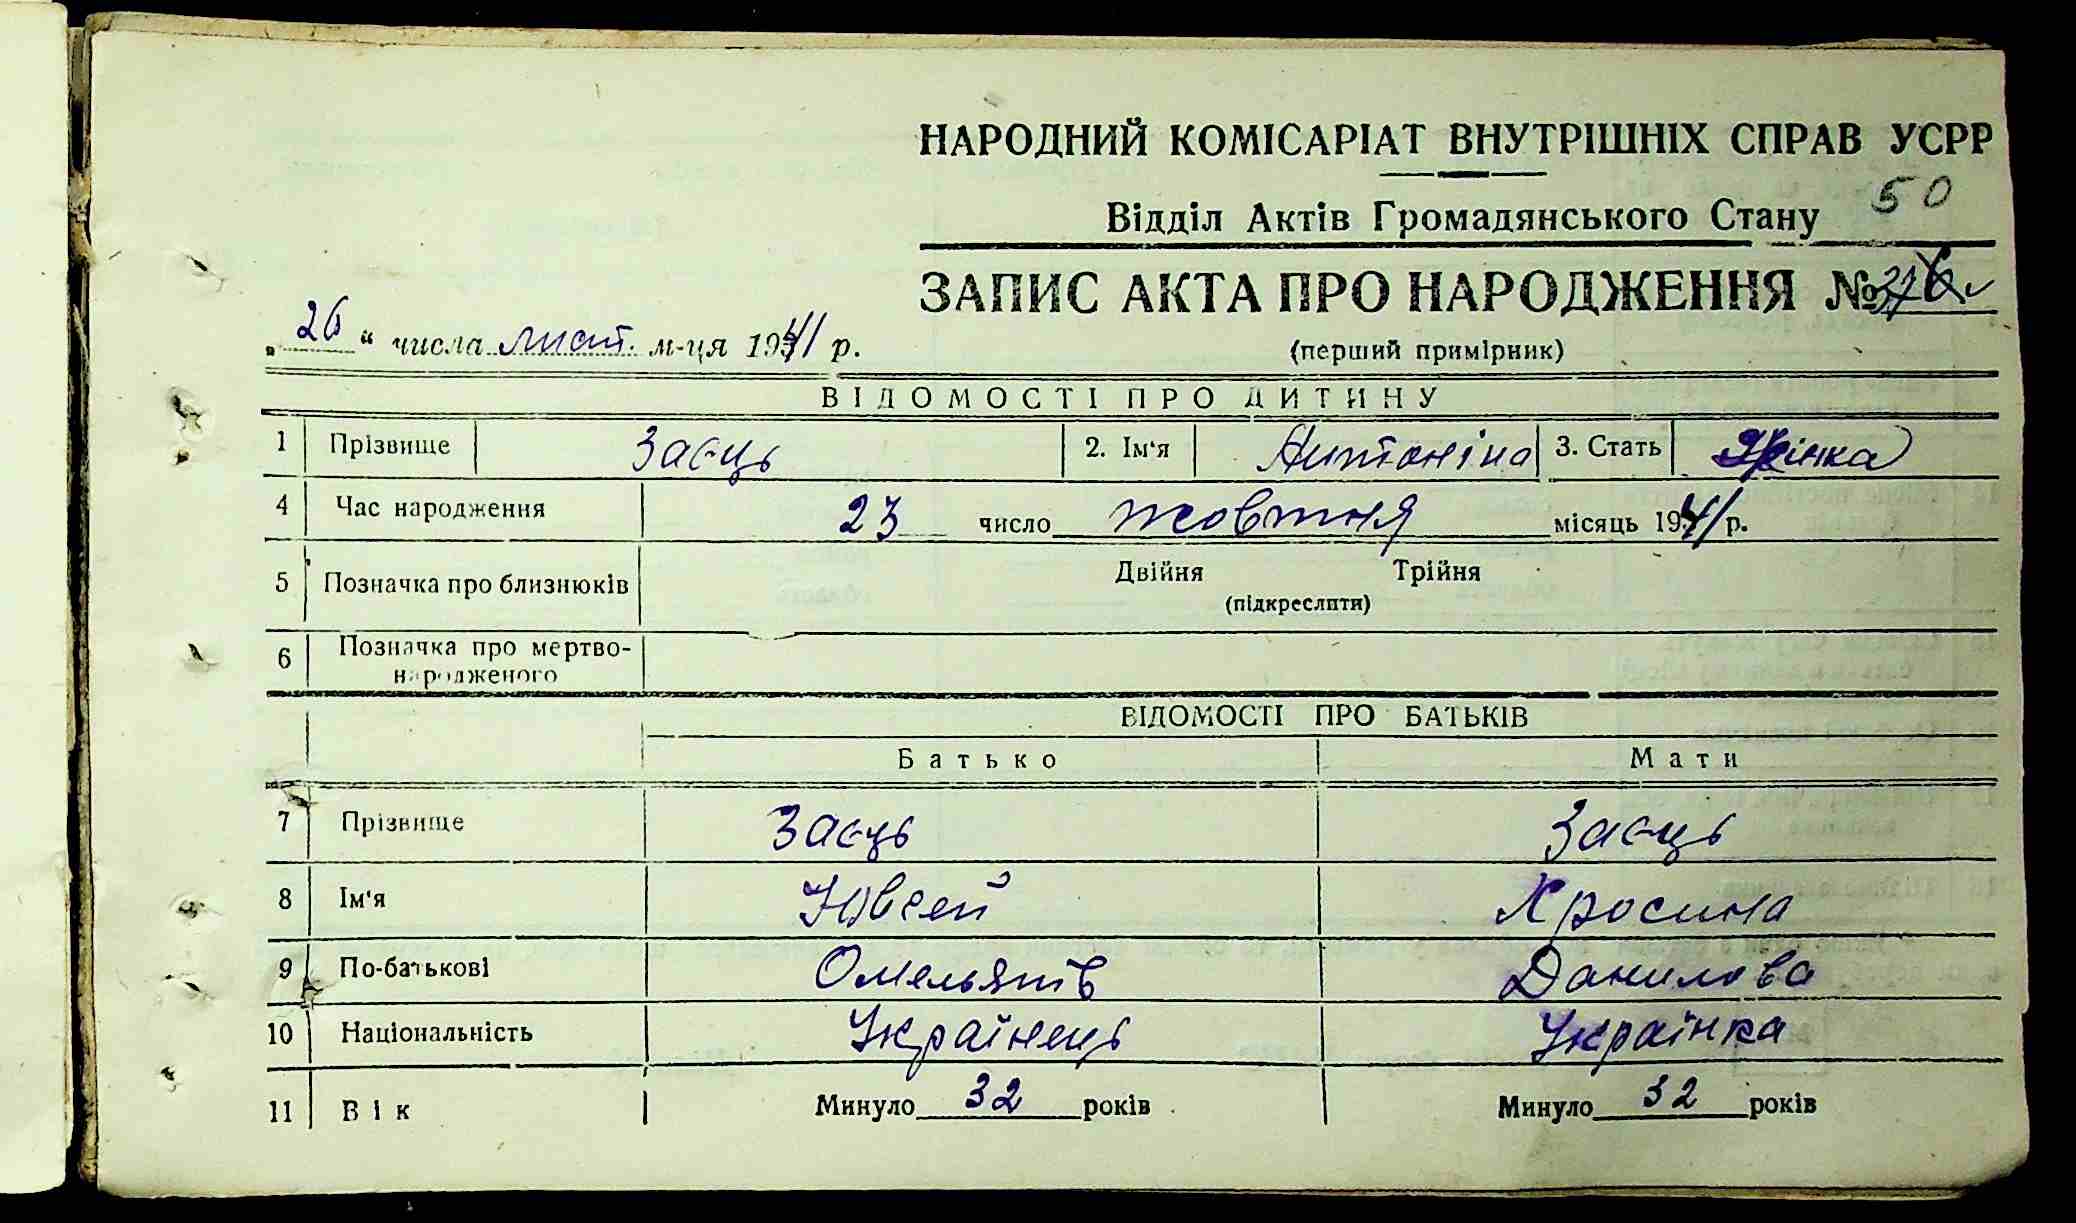 НАРОДНИЙ КОМІСАРІАТ ВНУТРІШНІХ СПРАВ УСРР
50
Відділ Актів Громадянського Стану
ЗАПИС АКТА ПРО НАРОДЖЕННЯ №
„26“ числа лист. м-ця 1941 р.
(перший примірник)
ВІДОМОСТІ ПРО ДИТИНУ
1 Прізвище Заєць 2. Ім'я Антоніна 3. Стать Жінка
4 Час народження 23 число жовтня місяць 1941 р.
5 Позначка про близнюків Двійня Трійня
(підкреслити)
6 Позначка про мертво-
народженого
ВІДОМОСТІ ПРО БАТЬКІВ
Батько Мати
7 Прізвище Заєць Заєць
8 Ім'я Ювсей Хросина
9 По-батькові Омельянів Данилова
10 Національність Українець Українка
11 Вік Минуло 32 років Минуло 32 років